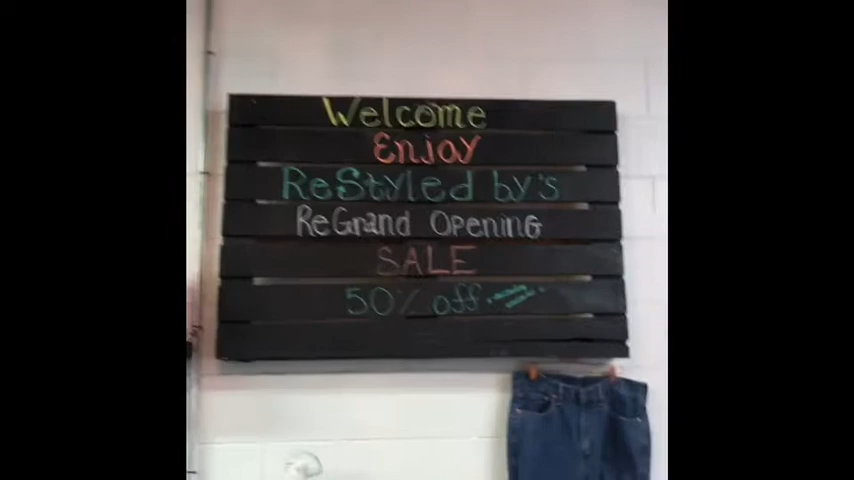 Welcome
Enjoy
ReStyled by's
ReGrand Opening
SALE
50% off